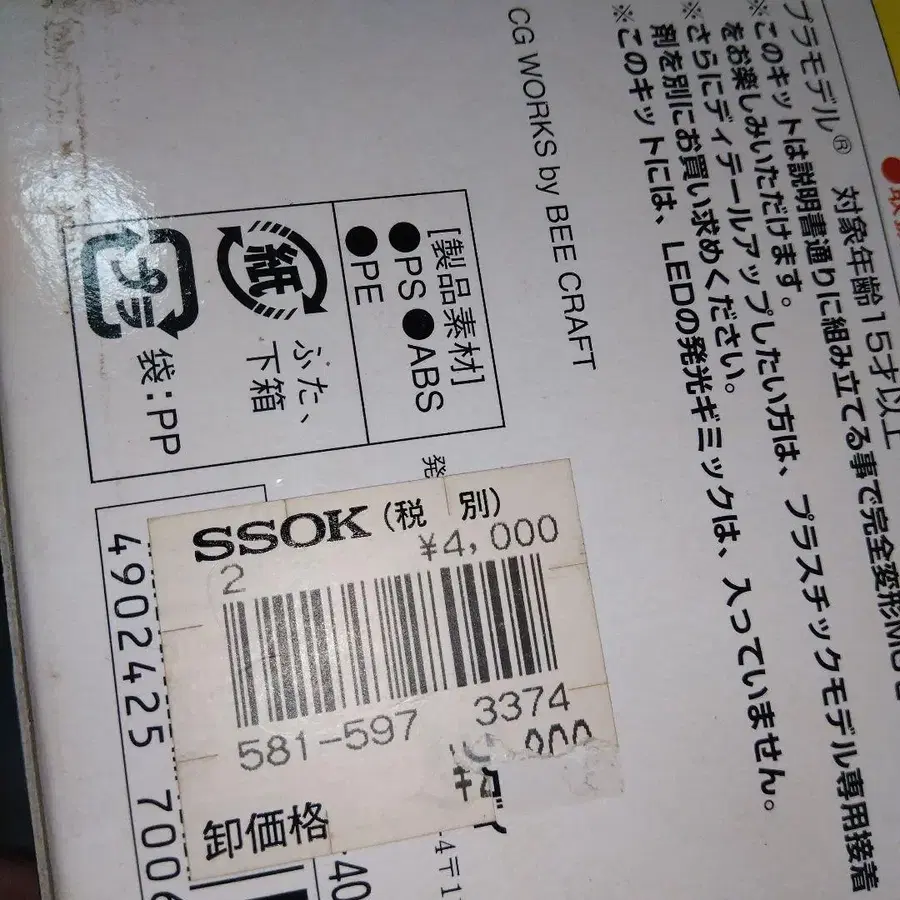 プラモデル® 対象年齢15才以上
※このキットは説明書通りに組み立てる事で完全変形
をお楽しみいただけます。
※さらにディテールアップしたい方は、プラスチックモデル専用接着
剤を別にお買い求めください。
※このキットには、LEDの発光ギミックは、入っていません。
CG WORKS by BEE CRAFT
[製品素材]
●PS●ABS
●PE
紙
ふた、
下箱
プラ
袋:PP
発
SSOK(税 別)
¥4,000
2
581-597 3374
卸価格
4902425 7006